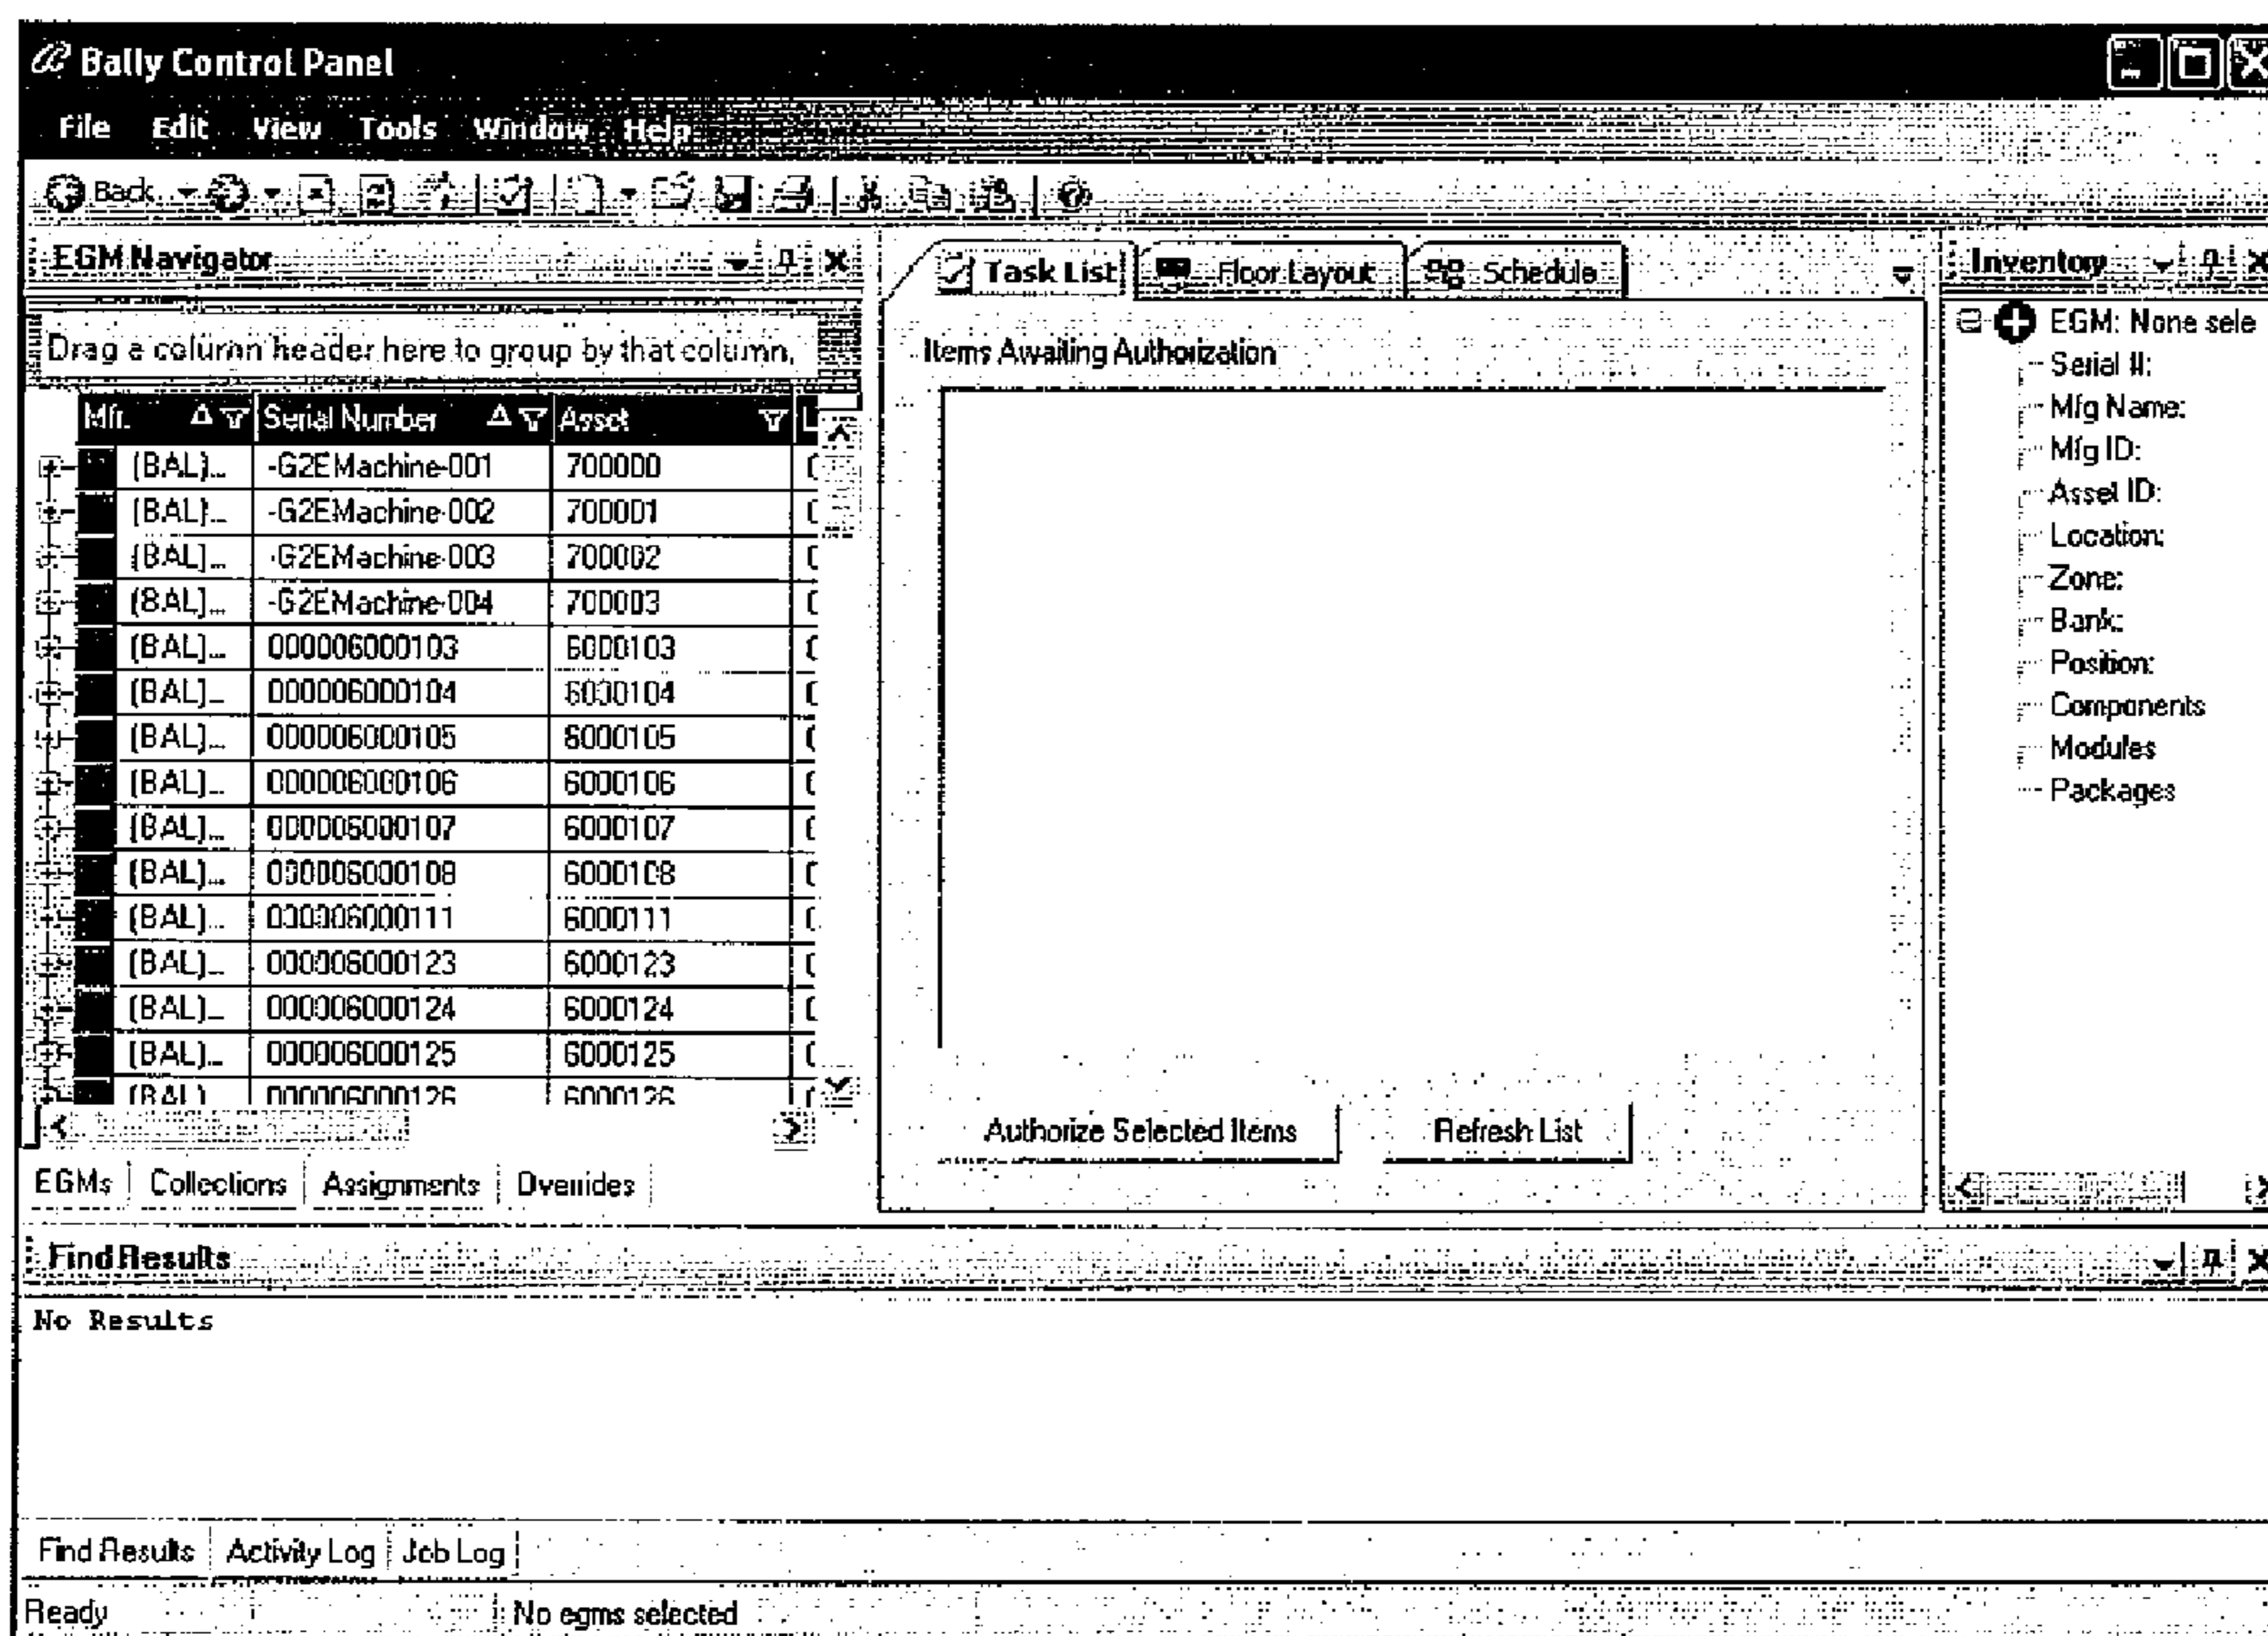 Bally Control Panel
File Edit View Tools Window Help
Back
EGM Navigator
Drag a column header here to group by that column.
Mfr. Serial Number Asset
(BAL)... -G2EMachine-001 700000
(BAL)... -G2EMachine-002 700001
(BAL)... -G2EMachine-003 700002
(BAL)... -G2EMachine-004 700003
(BAL)... 000006000103 6000103
(BAL)... 000006000104 6000104
(BAL)... 000006000105 6000105
(BAL)... 000006000106 6000106
(BAL)... 000006000107 6000107
(BAL)... 000006000108 6000108
(BAL)... 000006000111 6000111
(BAL)... 000006000123 6000123
(BAL)... 000006000124 6000124
(BAL)... 000006000125 6000125
(BAL) 000006000126 6000126
EGMs Collections Assignments Overrides
Task List Floor Layout Schedule
Items Awaiting Authorization
Authorize Selected Items Refresh List
Inventory
EGM: None sele
Serial #:
Mfg Name:
Mfg ID:
Asset ID:
Location:
Zone:
Bank:
Position:
Components
Modules
Packages
Find Results
No Results
Find Results Activity Log Job Log
Ready No egms selected